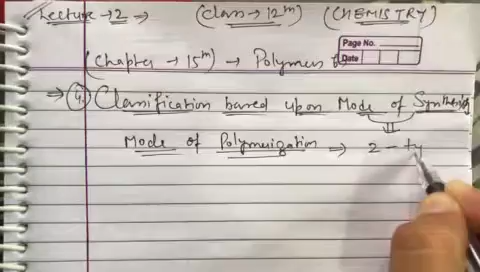 Lecture → 2 ⇒ (Class → 12th) (CHEMISTRY)
Page No.
Date
(Chapter → 15th) → Polymers
⇒ 4. Classification based upon Mode of Synthesis
Mode of Polymerization ⇒ 2 - ty